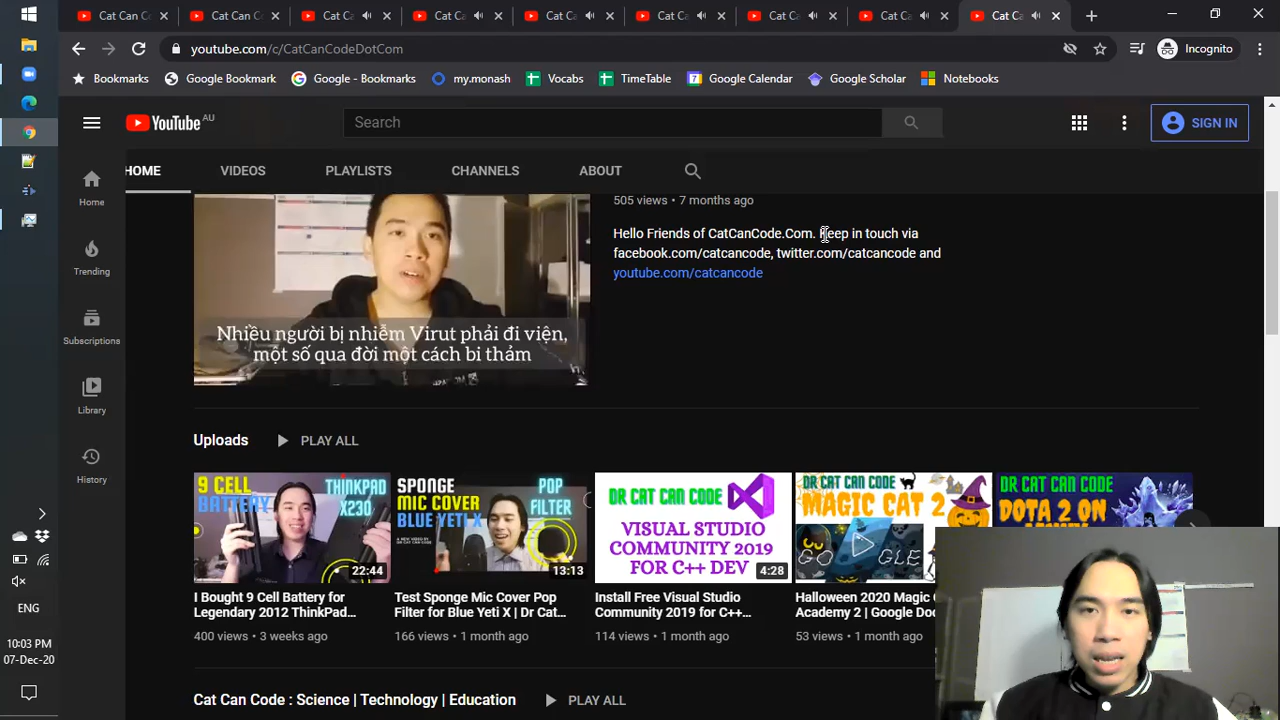 Cat Can
Cat Can
Cat C
Cat C
Cat C
Cat C
Cat C
Cat C
Cat C
youtube.com/c/CatCanCodeDotCom
Incognito
Bookmarks
Google Bookmark
Google - Bookmarks
my.monash
Vocabs
TimeTable
Google Calendar
Google Scholar
Notebooks
YouTube AU
Search
SIGN IN
HOME
VIDEOS
PLAYLISTS
CHANNELS
ABOUT
Home
Trending
Subscriptions
Library
History
505 views • 7 months ago
Hello Friends of CatCanCode.Com. Keep in touch via
facebook.com/catcancode, twitter.com/catcancode and
youtube.com/catcancode
Nhiều người bị nhiễm Virut phải đi viện,
một số qua đời một cách bi thảm
Uploads
PLAY ALL
9 CELL
BATTERY
THINKPAD
X230
22:44
I Bought 9 Cell Battery for
Legendary 2012 ThinkPad...
400 views • 3 weeks ago
SPONGE
MIC COVER
BLUE YETI X
POP
FILTER
A NEW VIDEO BY
DR CAT CAN CODE
13:13
Test Sponge Mic Cover Pop
Filter for Blue Yeti X | Dr Cat...
166 views • 1 month ago
DR CAT CAN CODE
VISUAL STUDIO
COMMUNITY 2019
FOR C++ DEV
4:28
Install Free Visual Studio
Community 2019 for C++...
114 views • 1 month ago
DR CAT CAN CODE
MAGIC CAT 2
GO GLE
Halloween 2020 Magic
Academy 2 | Google Doo
53 views • 1 month ago
DR CAT CAN CODE
DOTA 2 ON
Cat Can Code : Science | Technology | Education
PLAY ALL
ENG
10:03 PM
07-Dec-20